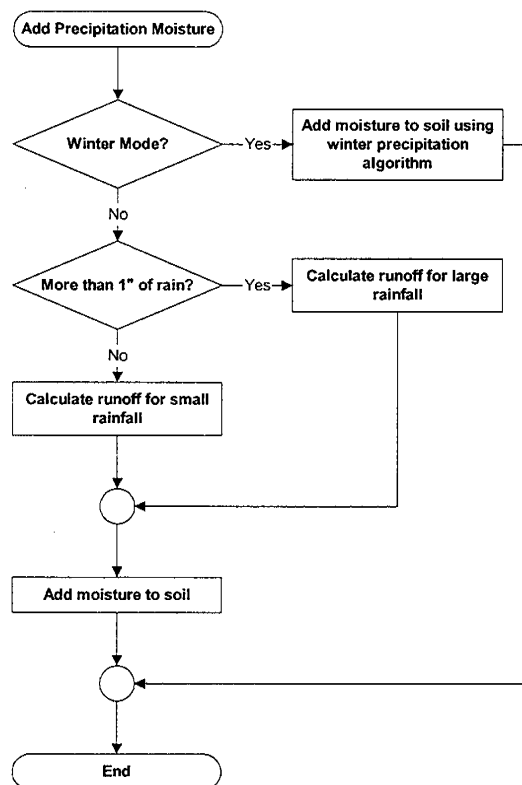 Add Precipitation Moisture
Winter Mode?
Yes
Add moisture to soil using
winter precipitation
algorithm
No
More than 1" of rain?
Yes
Calculate runoff for large
rainfall
No
Calculate runoff for small
rainfall
Add moisture to soil
End